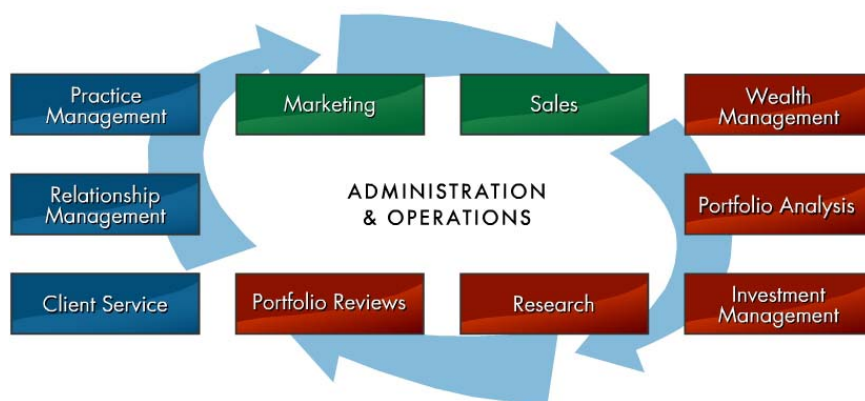 Practice
Management
Marketing
Sales
Wealth
Management
Relationship
Management
ADMINISTRATION
& OPERATIONS
Portfolio Analysis
Client Service
Portfolio Reviews
Research
Investment
Management